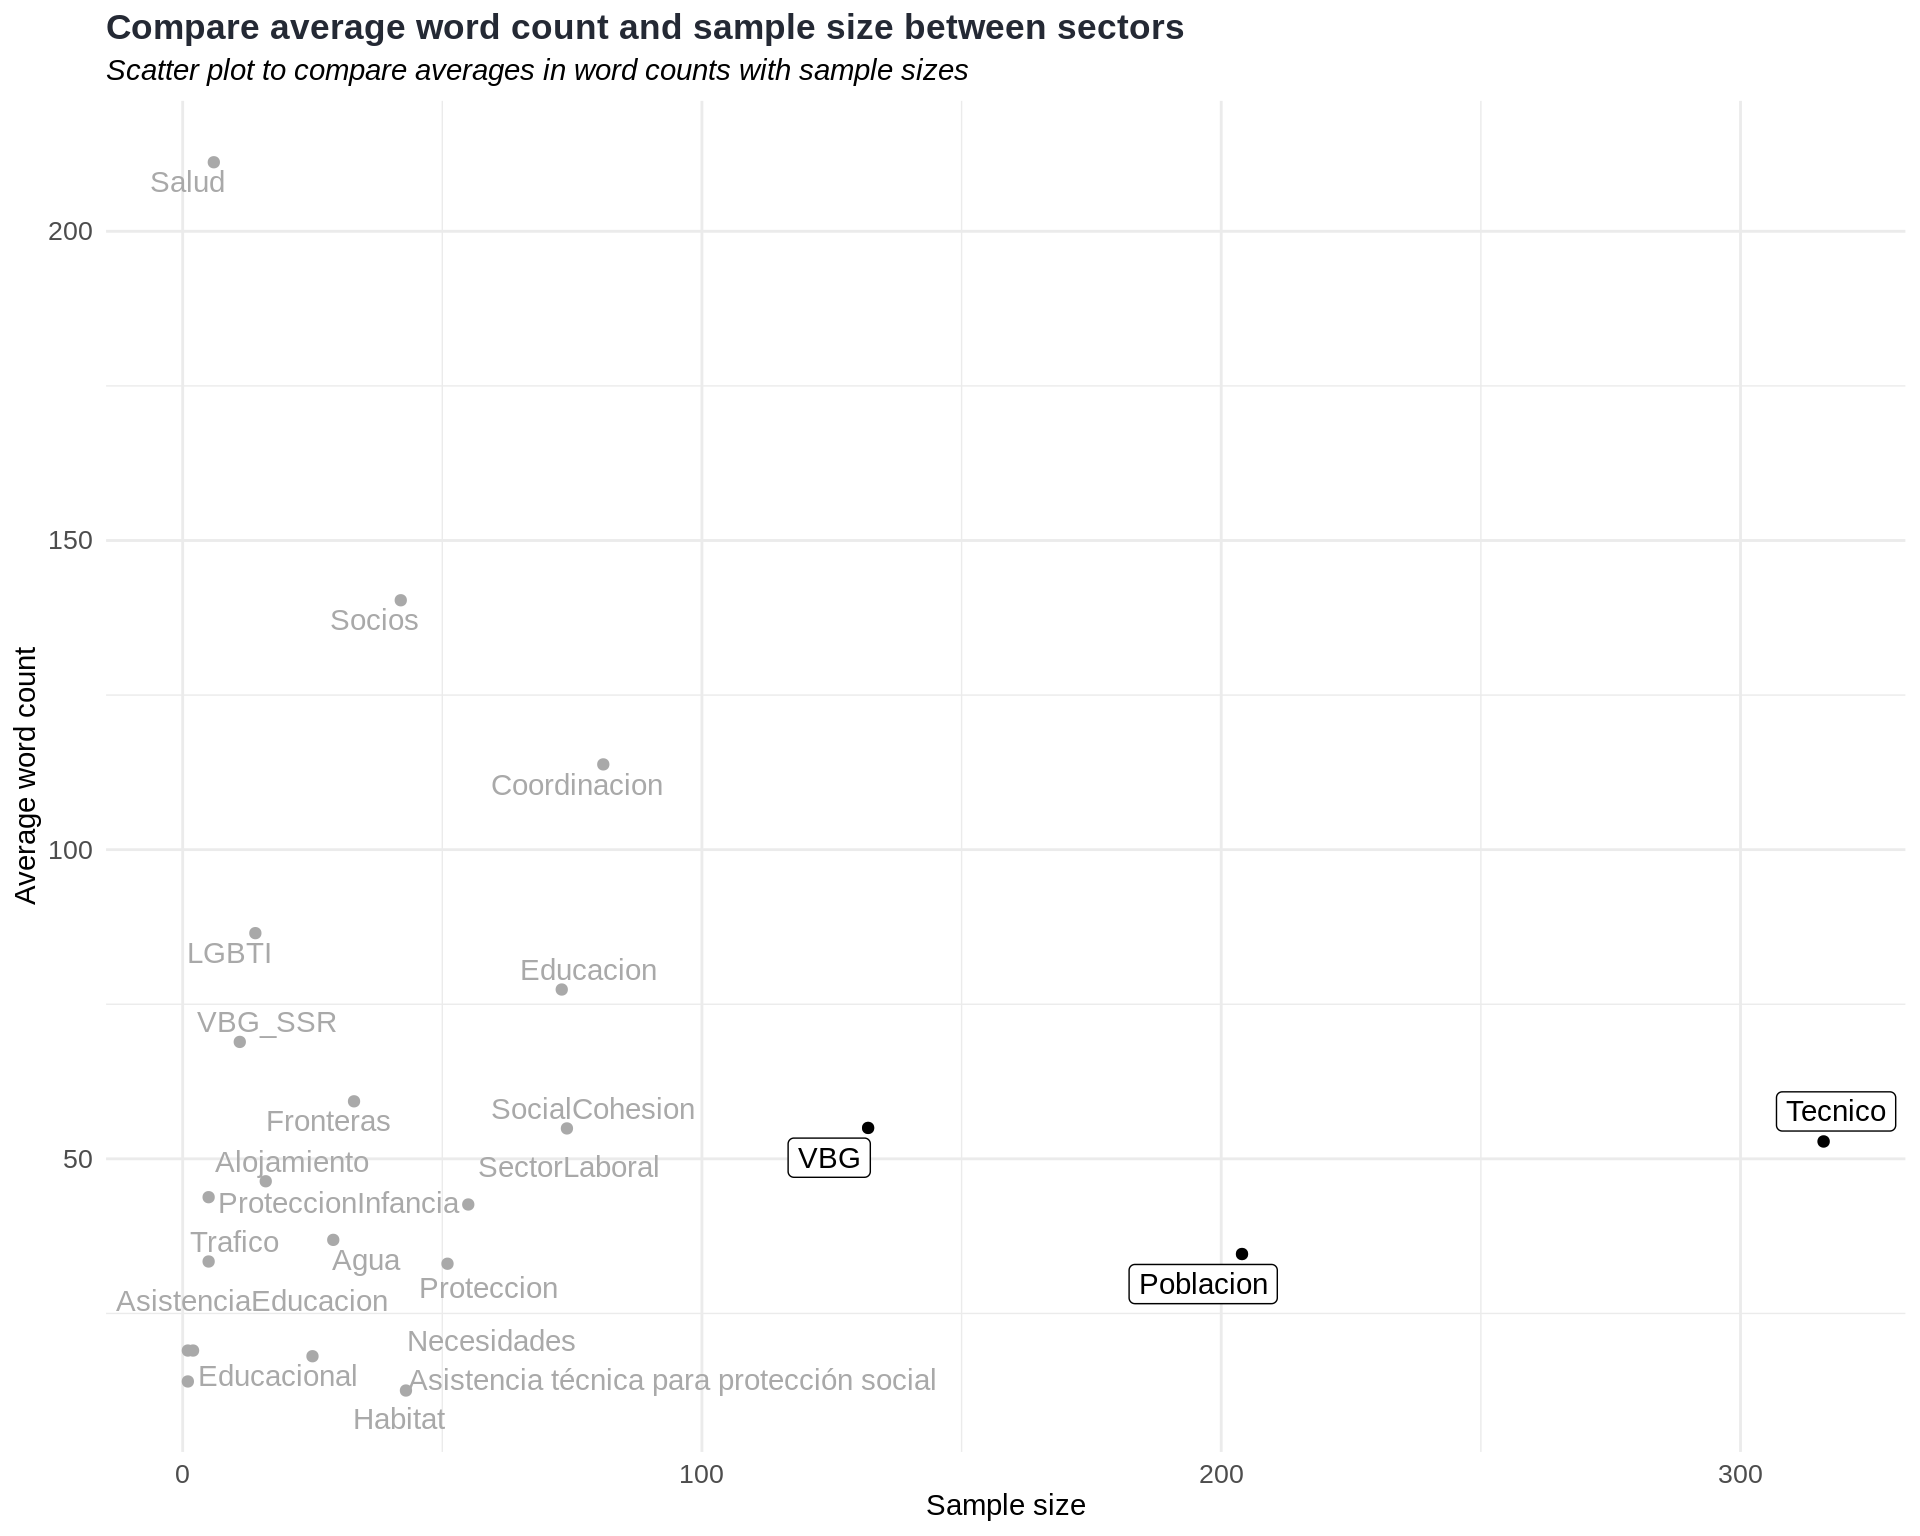 Compare average word count and sample size between sectors
Scatter plot to compare averages in word counts with sample sizes
Average word count
200
150
100
50
Salud
Socios
Coordinacion
LGBTI
Educacion
VBG_SSR
Fronteras
SocialCohesion
Tecnico
Alojamiento
SectorLaboral
VBG
ProteccionInfancia
Trafico
Agua
Proteccion
Poblacion
AsistenciaEducacion
Necesidades
Educacional
Asistencia técnica para protección social
Habitat
0
100
200
300
Sample size